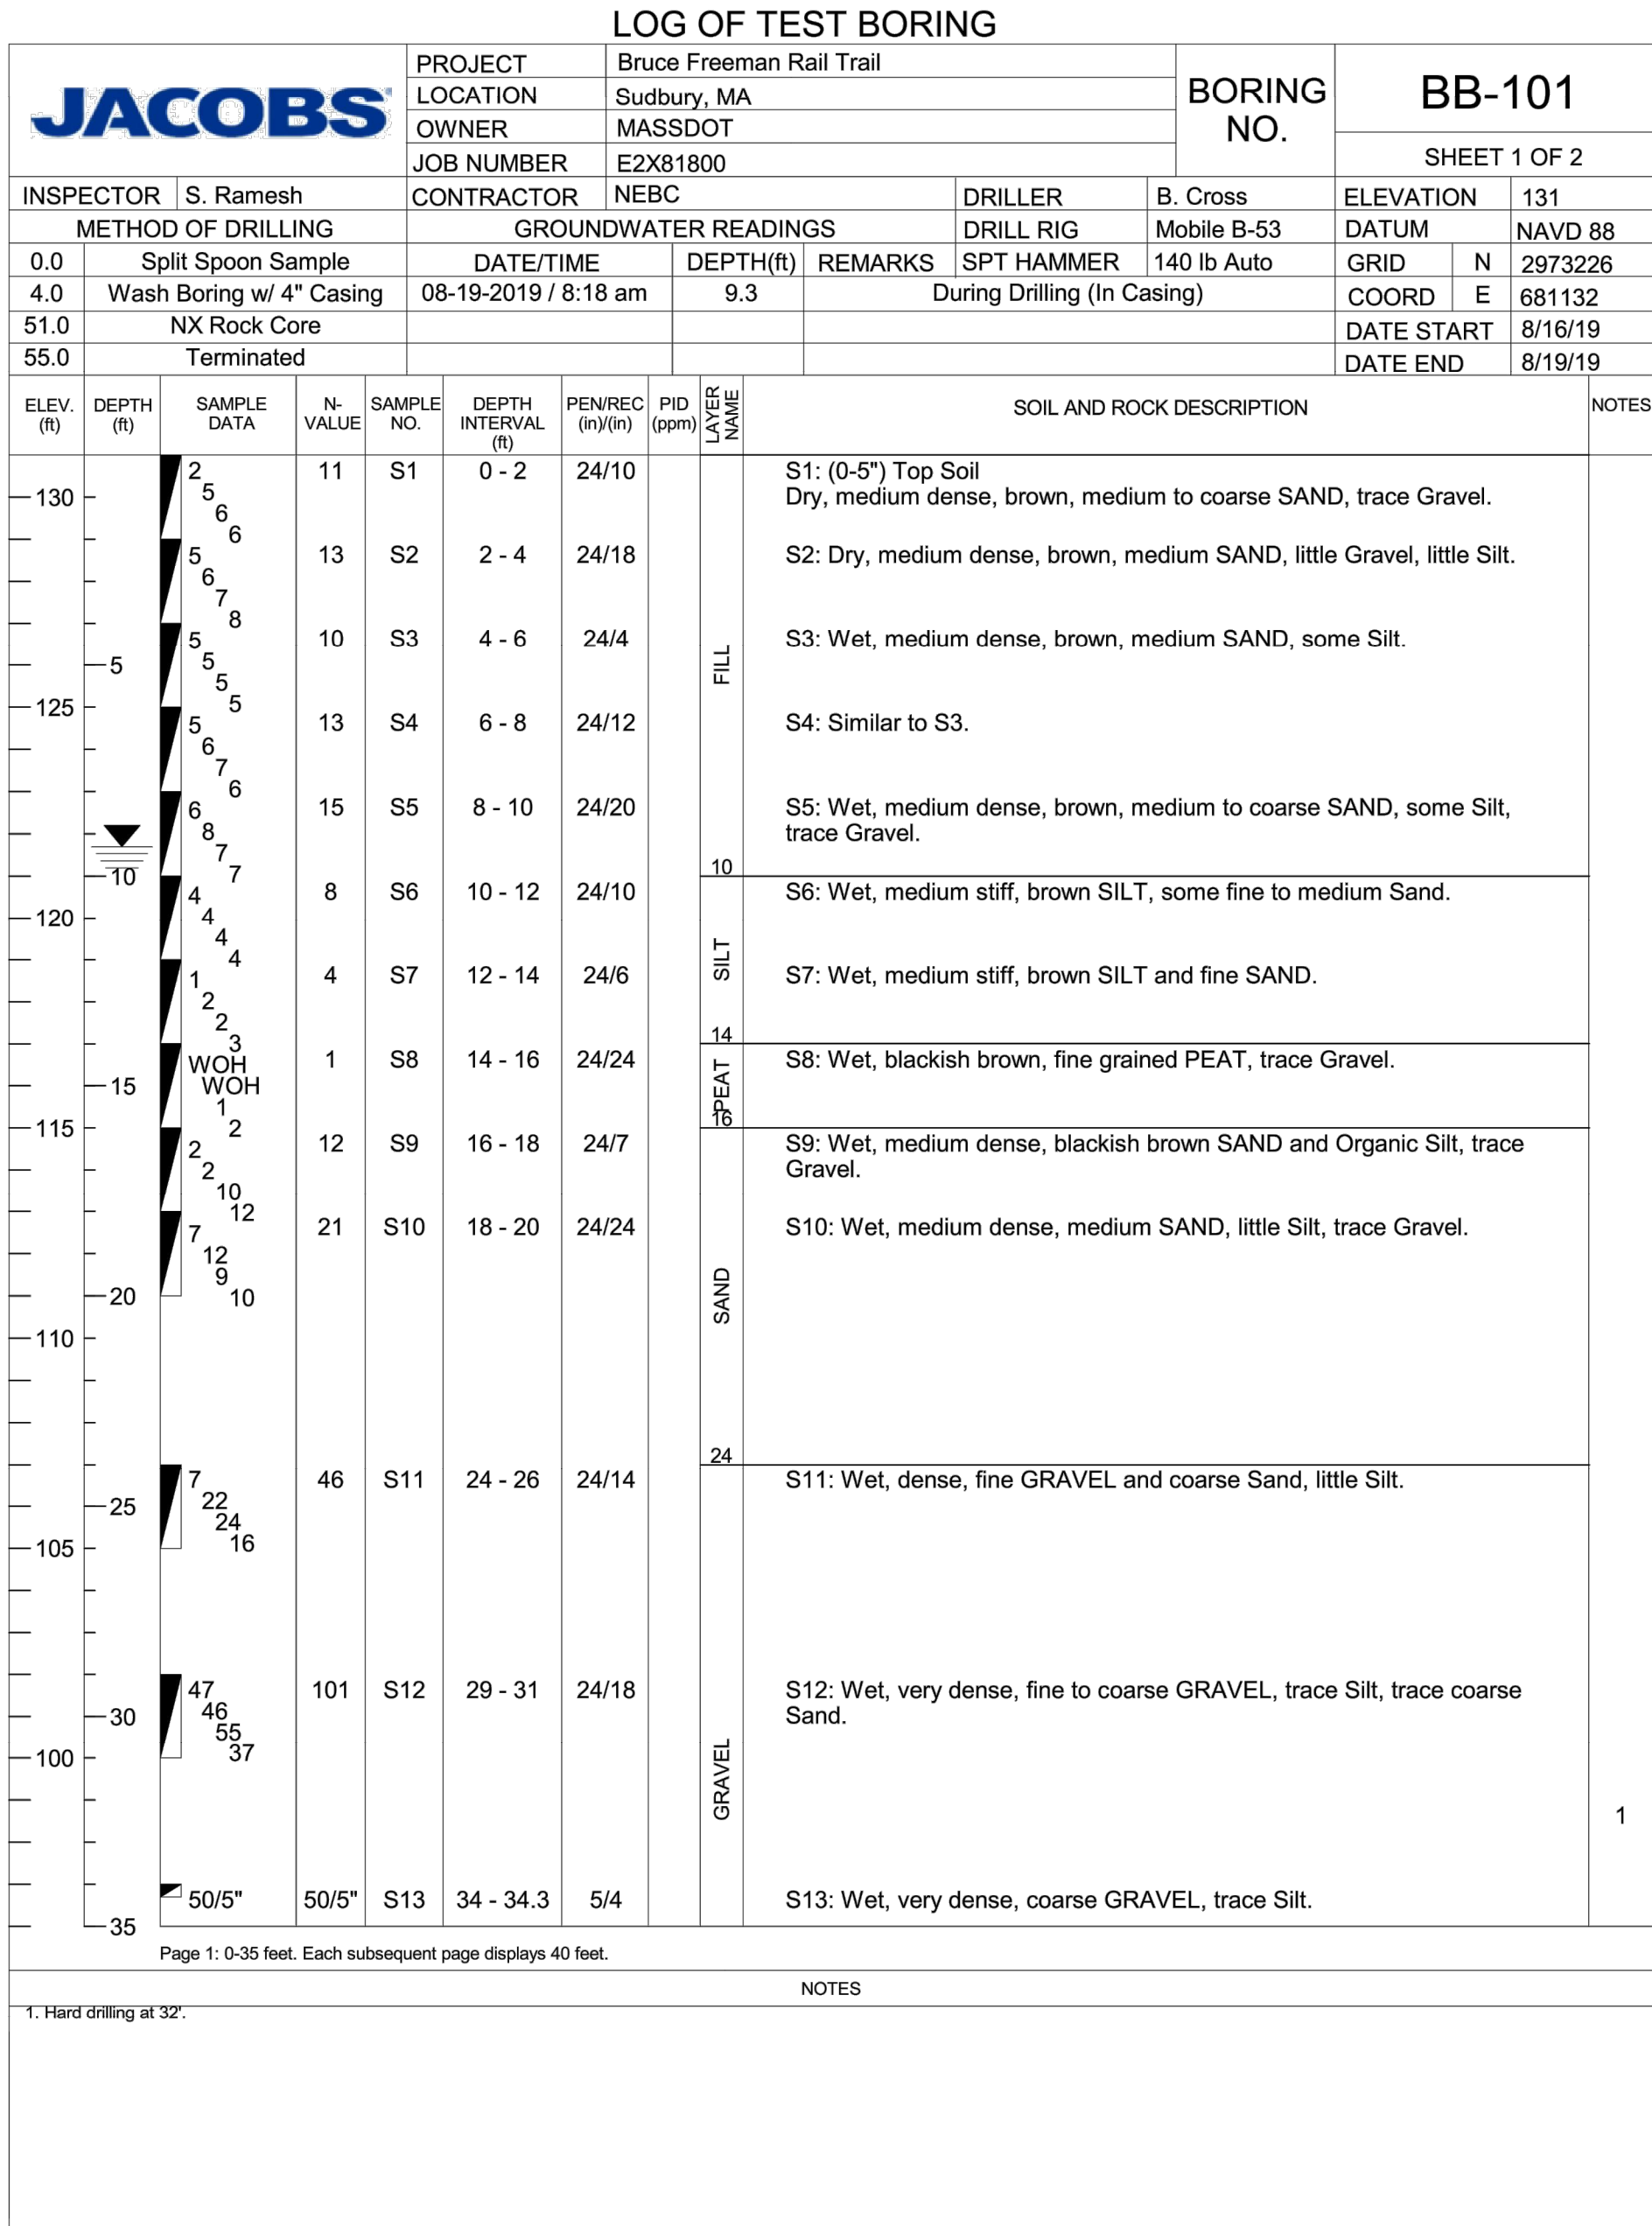 LOG OF TEST BORING
JACOBS
PROJECT Bruce Freeman Rail Trail
LOCATION Sudbury, MA
OWNER MASSDOT
JOB NUMBER E2X81800
BORING NO.
BB-101
SHEET 1 OF 2
INSPECTOR S. Ramesh CONTRACTOR NEBC DRILLER B. Cross ELEVATION 131
METHOD OF DRILLING GROUNDWATER READINGS DRILL RIG Mobile B-53 DATUM NAVD 88
0.0 Split Spoon Sample DATE/TIME DEPTH(ft) REMARKS SPT HAMMER 140 lb Auto GRID N 2973226
4.0 Wash Boring w/ 4" Casing 08-19-2019 / 8:18 am 9.3 During Drilling (In Casing) COORD E 681132
51.0 NX Rock Core DATE START 8/16/19
55.0 Terminated DATE END 8/19/19
ELEV. (ft) DEPTH (ft) SAMPLE DATA N-VALUE SAMPLE NO. DEPTH INTERVAL (ft) PEN/REC (in)/(in) PID (ppm) LAYER NAME SOIL AND ROCK DESCRIPTION NOTES
2 11 S1 0 - 2 24/10 S1: (0-5") Top Soil
130 5 Dry, medium dense, brown, medium to coarse SAND, trace Gravel.
6
6
5 13 S2 2 - 4 24/18 S2: Dry, medium dense, brown, medium SAND, little Gravel, little Silt.
6
7
8
5 10 S3 4 - 6 24/4 S3: Wet, medium dense, brown, medium SAND, some Silt.
5 5 FILL
5
125 5
5 13 S4 6 - 8 24/12 S4: Similar to S3.
6
7
6
6 15 S5 8 - 10 24/20 S5: Wet, medium dense, brown, medium to coarse SAND, some Silt,
8 trace Gravel.
7
10 7 10
4 8 S6 10 - 12 24/10 S6: Wet, medium stiff, brown SILT, some fine to medium Sand.
120 4
4
4 SILT
1 4 S7 12 - 14 24/6 S7: Wet, medium stiff, brown SILT and fine SAND.
2
2
3 14
WOH 1 S8 14 - 16 24/24 S8: Wet, blackish brown, fine grained PEAT, trace Gravel.
15 WOH PEAT
1 16
115 2
2 12 S9 16 - 18 24/7 S9: Wet, medium dense, blackish brown SAND and Organic Silt, trace
2 Gravel.
10
12
7 21 S10 18 - 20 24/24 S10: Wet, medium dense, medium SAND, little Silt, trace Gravel.
12
9
20 10 SAND
110
24
7 46 S11 24 - 26 24/14 S11: Wet, dense, fine GRAVEL and coarse Sand, little Silt.
25 22
24
105 16
47 101 S12 29 - 31 24/18 S12: Wet, very dense, fine to coarse GRAVEL, trace Silt, trace coarse
30 46 Sand.
55
100 37
GRAVEL
1
50/5" 50/5" S13 34 - 34.3 5/4 S13: Wet, very dense, coarse GRAVEL, trace Silt.
35
Page 1: 0-35 feet. Each subsequent page displays 40 feet.
NOTES
1. Hard drilling at 32'.